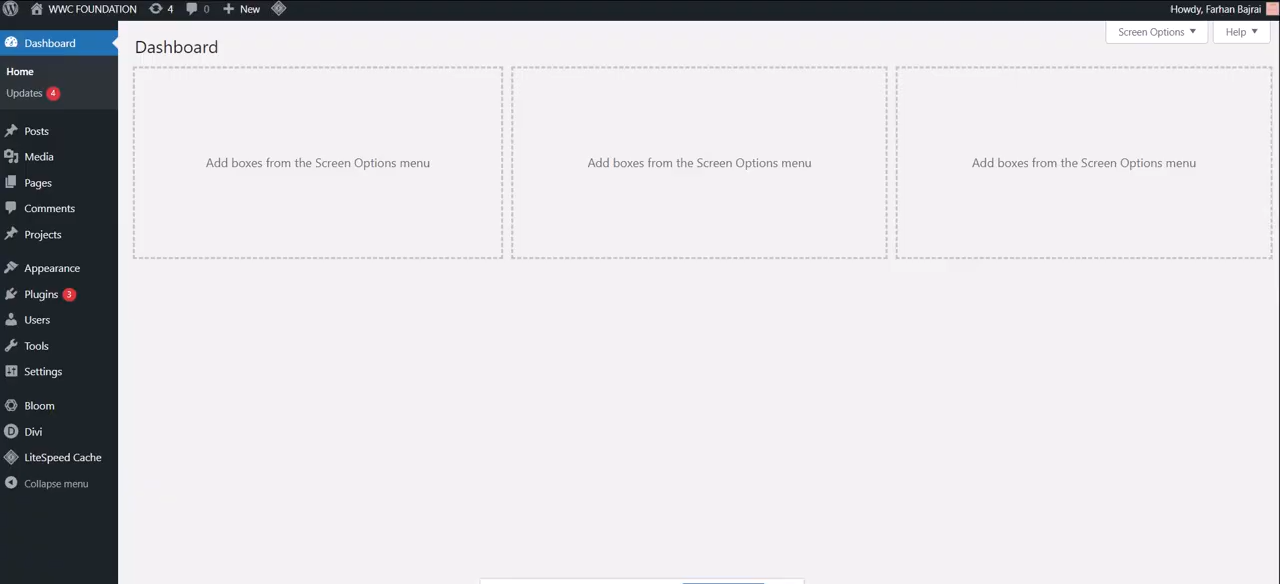 WWC FOUNDATION 4 0 New Howdy, Farhan Bajrai
Dashboard
Screen Options Help
Dashboard
Home
Updates 4
Add boxes from the Screen Options menu
Add boxes from the Screen Options menu
Add boxes from the Screen Options menu
Posts
Media
Pages
Comments
Projects
Appearance
Plugins 3
Users
Tools
Settings
Bloom
Divi
LiteSpeed Cache
Collapse menu